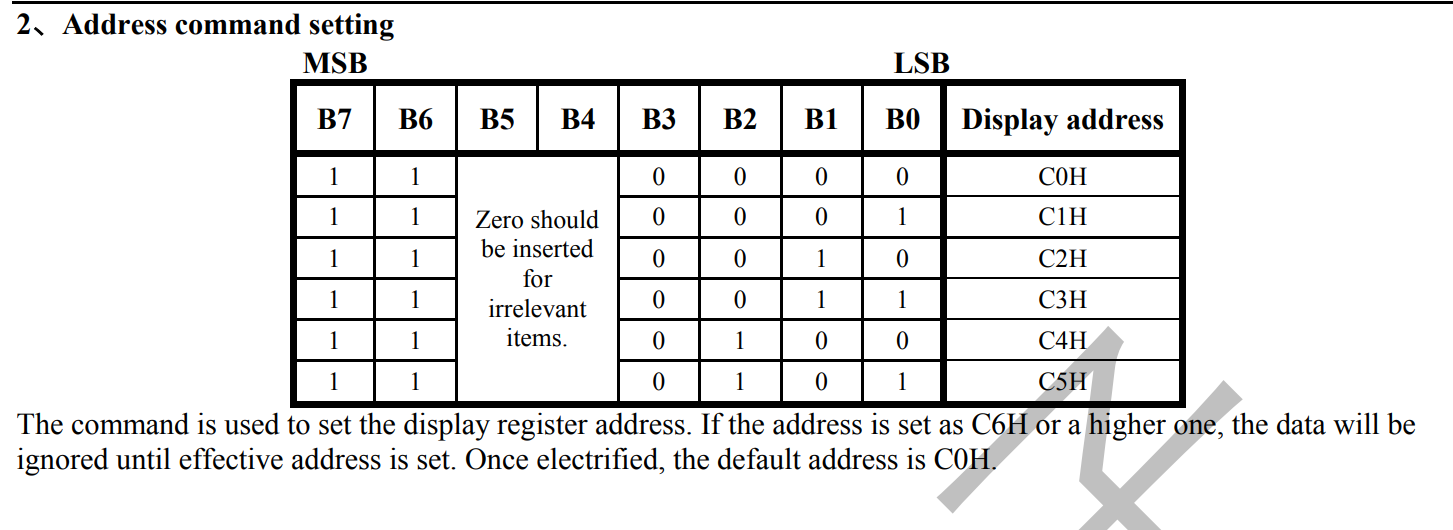 2、 Address command setting
MSB LSB
B7 B6 B5 B4 B3 B2 B1 B0 Display address
1 1 0 0 0 0 C0H
1 1 Zero should 0 0 0 1 C1H
1 1 be inserted 0 0 1 0 C2H
for
1 1 irrelevant 0 0 1 1 C3H
1 1 items. 0 1 0 0 C4H
1 1 0 1 0 1 C5H
The command is used to set the display register address. If the address is set as C6H or a higher one, the data will be
ignored until effective address is set. Once electrified, the default address is C0H.